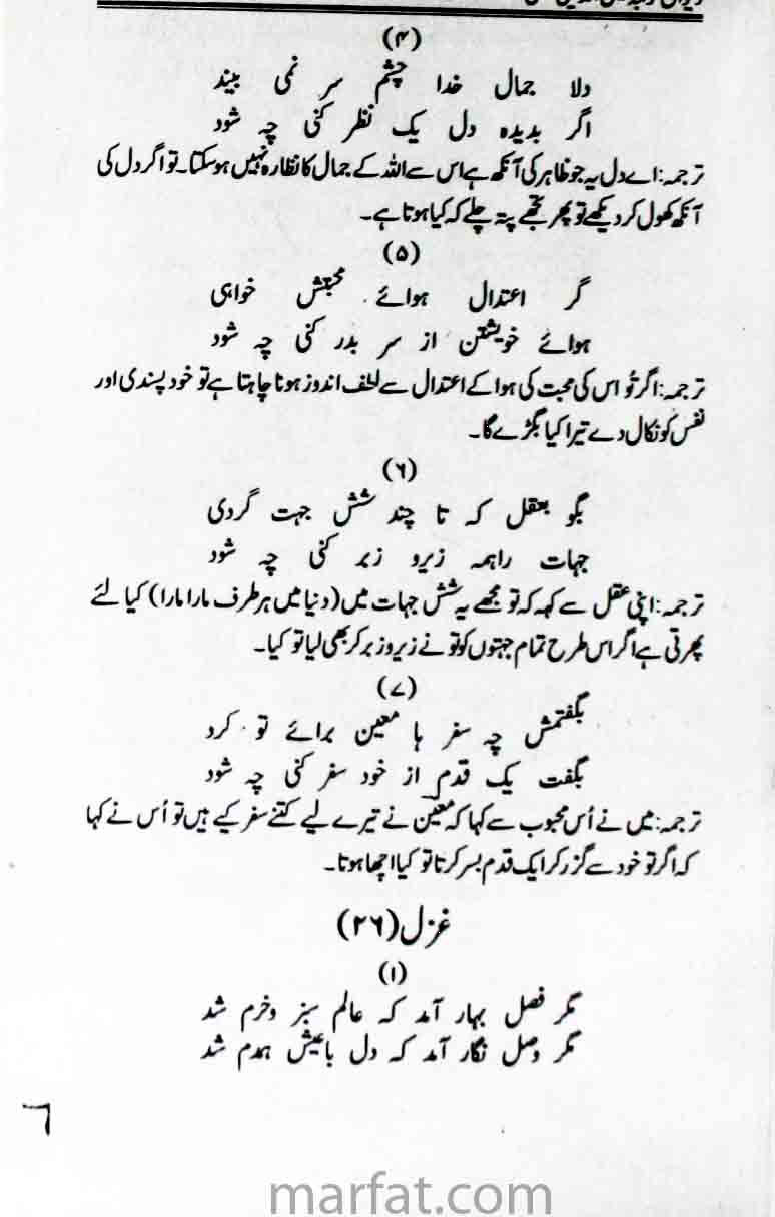 (۴)
دلا جمال خدا چشم سر نمی بیند
اگر بدیدہ دل یک نظر کنی چہ شود
ترجمہ: اے دل یہ جو ظاہر کی آنکھ ہے اس سے اللہ کے جمال کا نظارہ نہیں ہوسکتا۔ تو اگر دل کی
آنکھ کھول کر دیکھے تو پھر تجھے پتہ چلے کہ کیا ہوتا ہے۔
(۵)
گر اعتدال ہوائے محبتش خواہی
ہوائے خویشتن از سر بدر کنی چہ شود
ترجمہ: اگر تُو اس کی محبت کی ہوا کے اعتدال سے لطف اندوز ہونا چاہتا ہے تو خود پسندی اور
نفس کو نکال دے تیرا کیا بگڑے گا۔
(۶)
بگو بعقل کہ تا چند شش جہت گردی
جہات راہمہ زیرو زبر کنی چہ شود
ترجمہ: اپنی عقل سے کہہ کہ تو مجھے یہ شش جہات میں (دنیا میں ہر طرف مارا مارا) کیا لئے
پھرتی ہے اگر اس طرح تمام جہتوں کو تو نے زیر و زبر کر بھی لیا تو کیا۔
(۷)
بگفتمش چہ سفر ہا معین برائے تو کرد
بگفت یک قدم از خود سفر کنی چہ شود
ترجمہ: میں نے اُس محبوب سے کہا کہ معین نے تیرے لیے کتنے سفر کیے ہیں تو اُس نے کہا
کہ اگر تو خود سے گزر کر ایک قدم بسر کرتا تو کیا اچھا ہوتا۔
غزل (۲۶)
(۱)
مگر فصل بہار آمد کہ عالم سبز وخرم شد
مگر وصل نگار آمد کہ دل باعیش ہمدم شد
marfat.com